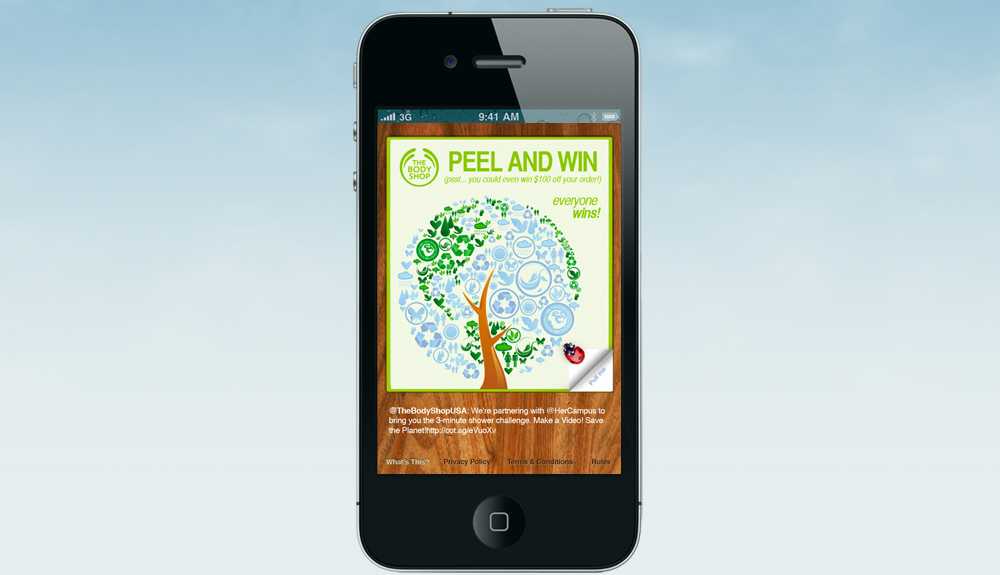 3G
9:41 AM
THE
BODY
SHOP
PEEL AND WIN
(psst... you could even win $100 off your order!)
everyone
wins!
Pull me
@TheBodyShopUSA: We're partnering with @HerCampus to
bring you the 3-minute shower challenge. Make a Video! Save
the Planet!http://cot.ag/eVuoXv
What's This?
Privacy Policy
Terms & Conditions
Rules